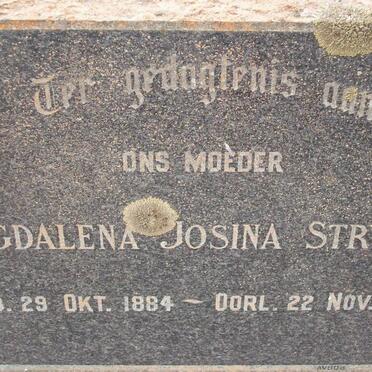 Ter gedagtenis aan
ONS MOEDER
GDALENA JOSINA STR
. 29 OKT. 1884 ~ OORL. 22 NOV.